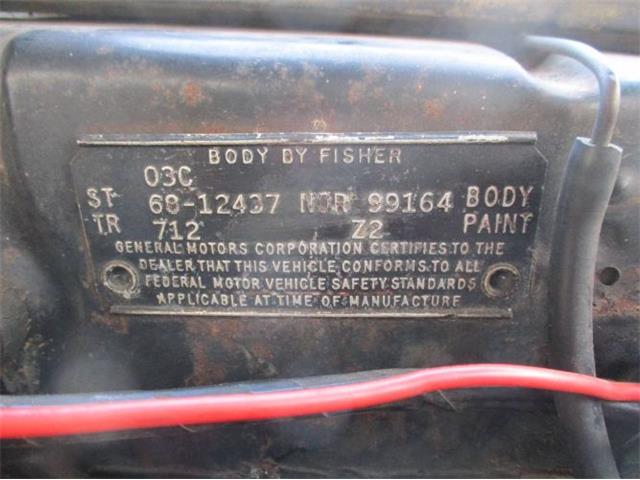 BODY BY FISHER
03C
ST 68-12437 NOR 99164 BODY
TR 712 Z2 PAINT
GENERAL MOTORS CORPORATION CERTIFIES TO THE
DEALER THAT THIS VEHICLE CONFORMS TO ALL
FEDERAL MOTOR VEHICLE SAFETY STANDARDS
APPLICABLE AT TIME OF MANUFACTURE